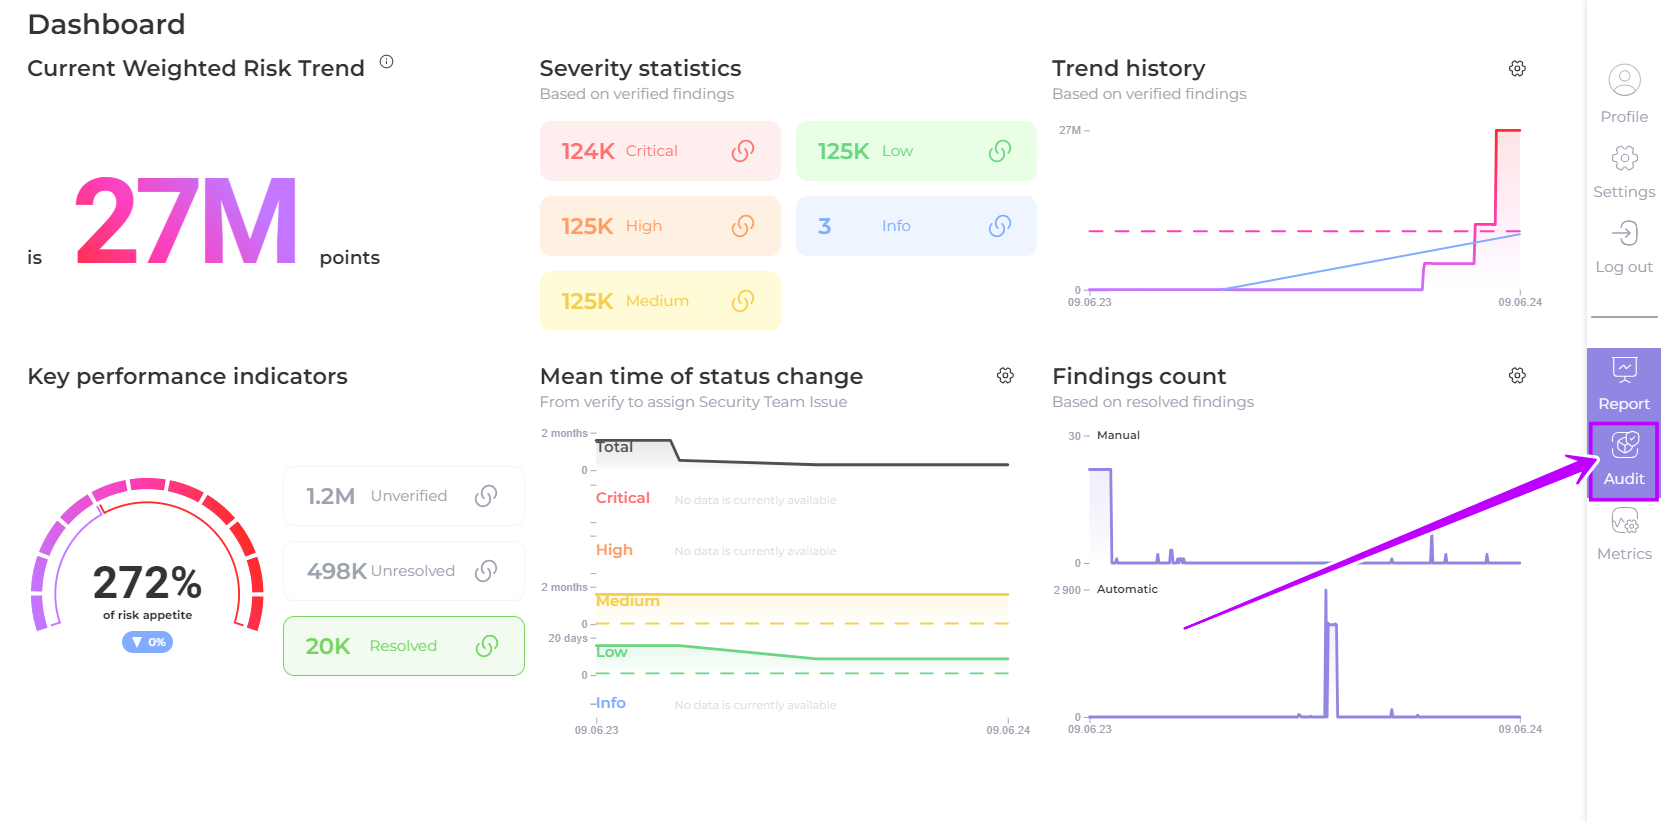 Dashboard
Current Weighted Risk Trend
is 27M points
Severity statistics
Based on verified findings
124K Critical
125K Low
125K High
3 Info
125K Medium
Trend history
Based on verified findings
27M
0
09.06.23
09.06.24
Key performance indicators
272%
of risk appetite
▼ 0%
1.2M Unverified
498K Unresolved
20K Resolved
Mean time of status change
From verify to assign Security Team Issue
2 months
Total
0
Critical No data is currently available
High No data is currently available
2 months
Medium
0
20 days
Low
0
Info No data is currently available
09.06.23
09.06.24
Findings count
Based on resolved findings
30 Manual
0
2 900 Automatic
0
09.06.23
09.06.24
Profile
Settings
Log out
Report
Audit
Metrics